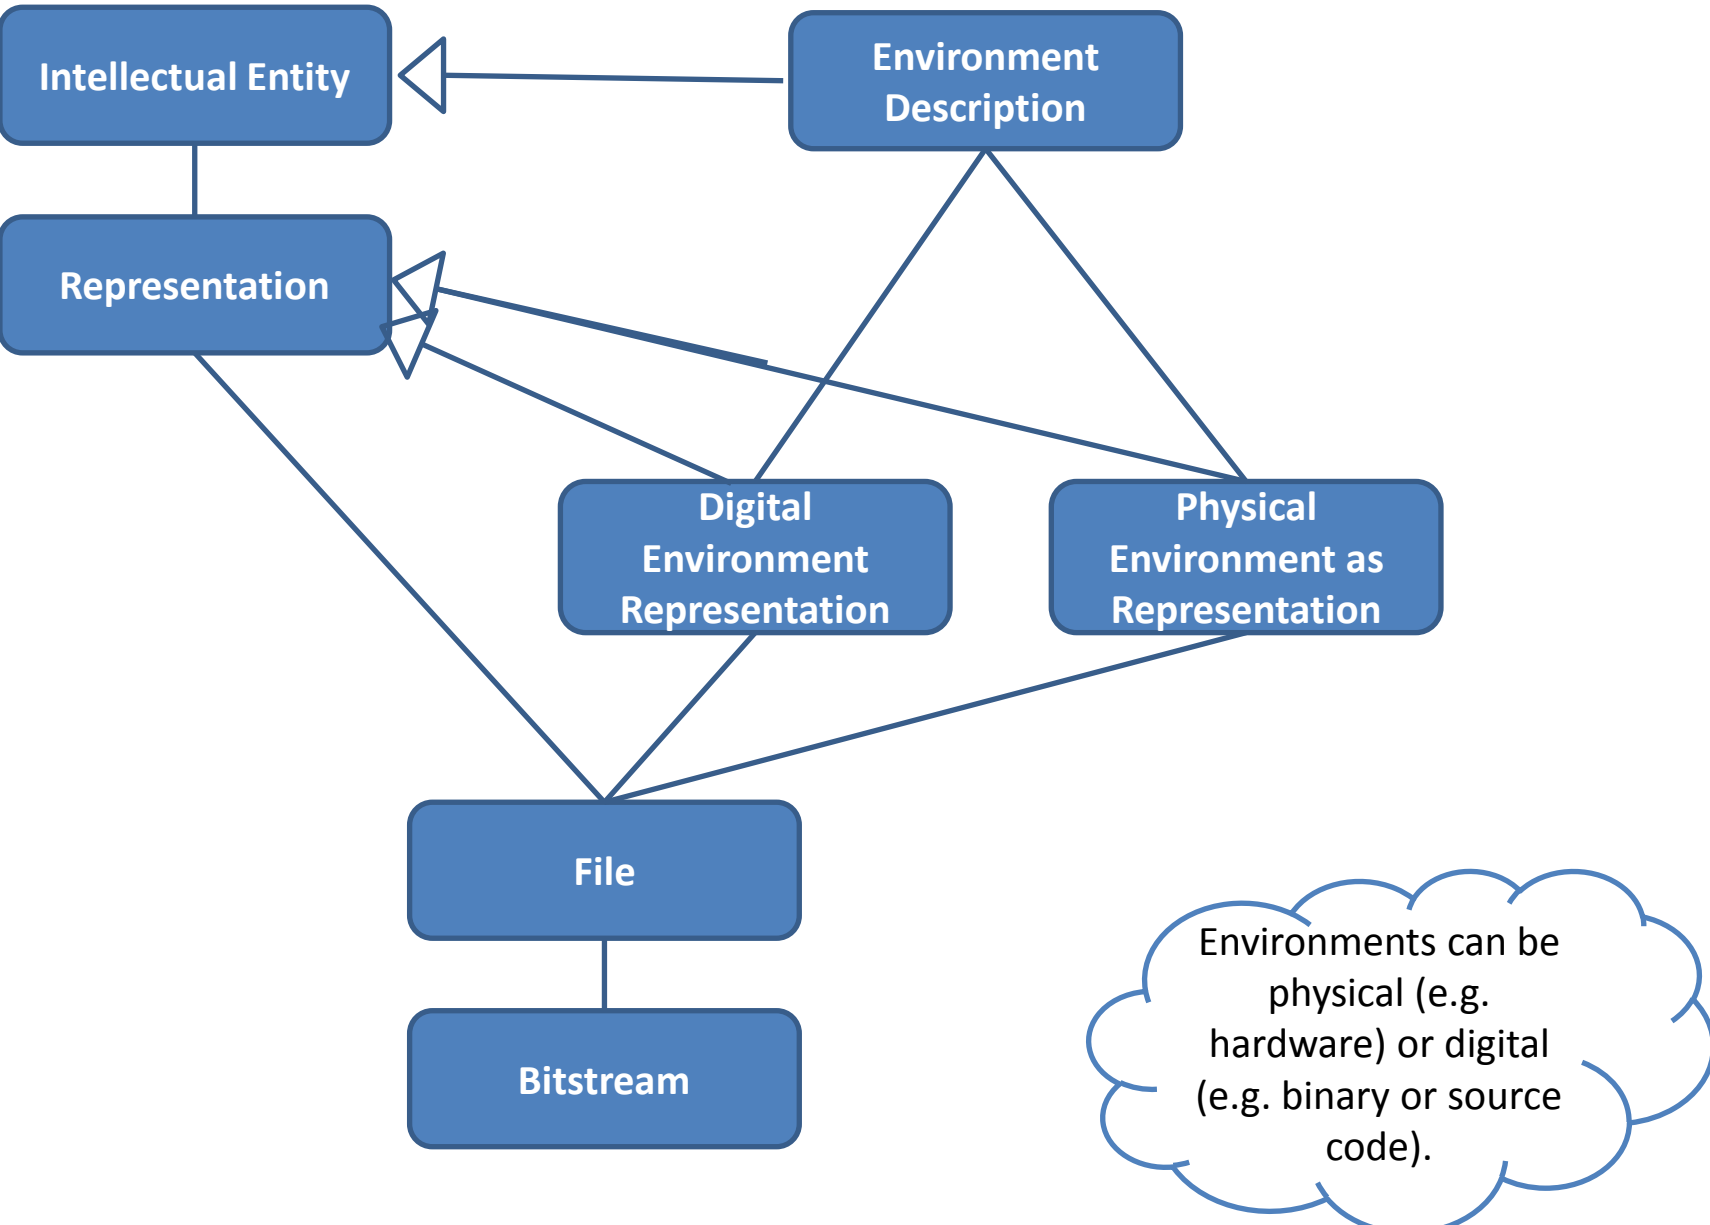 Intellectual Entity
Environment
Description
Representation
Digital
Environment
Representation
Physical
Environment as
Representation
File
Bitstream
Environments can be
physical (e.g.
hardware) or digital
(e.g. binary or source
code).